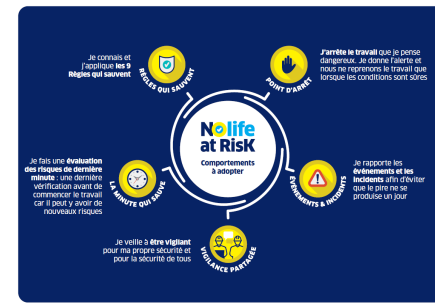 Je connais et
j'applique les 9
Règles qui sauvent
RÈGLES QUI SAUVENT
J'arrête le travail que je pense
dangereux. Je donne l'alerte et
nous ne reprenons le travail que
lorsque les conditions sont sûres
POINT D'ARRÊT
No life
at Risk
Comportements
à adopter
Je fais une évaluation
des risques de dernière
minute : une dernière
vérification avant de
commencer le travail
car il peut y avoir de
nouveaux risques
LA MINUTE QUI SAUVE
Je rapporte les
événements et les
incidents afin d'éviter
que le pire ne se
produise un jour
ÉVÉNEMENTS & INCIDENTS
Je veille à être vigilant
pour ma propre sécurité et
pour la sécurité de tous
VIGILANCE PARTAGÉE